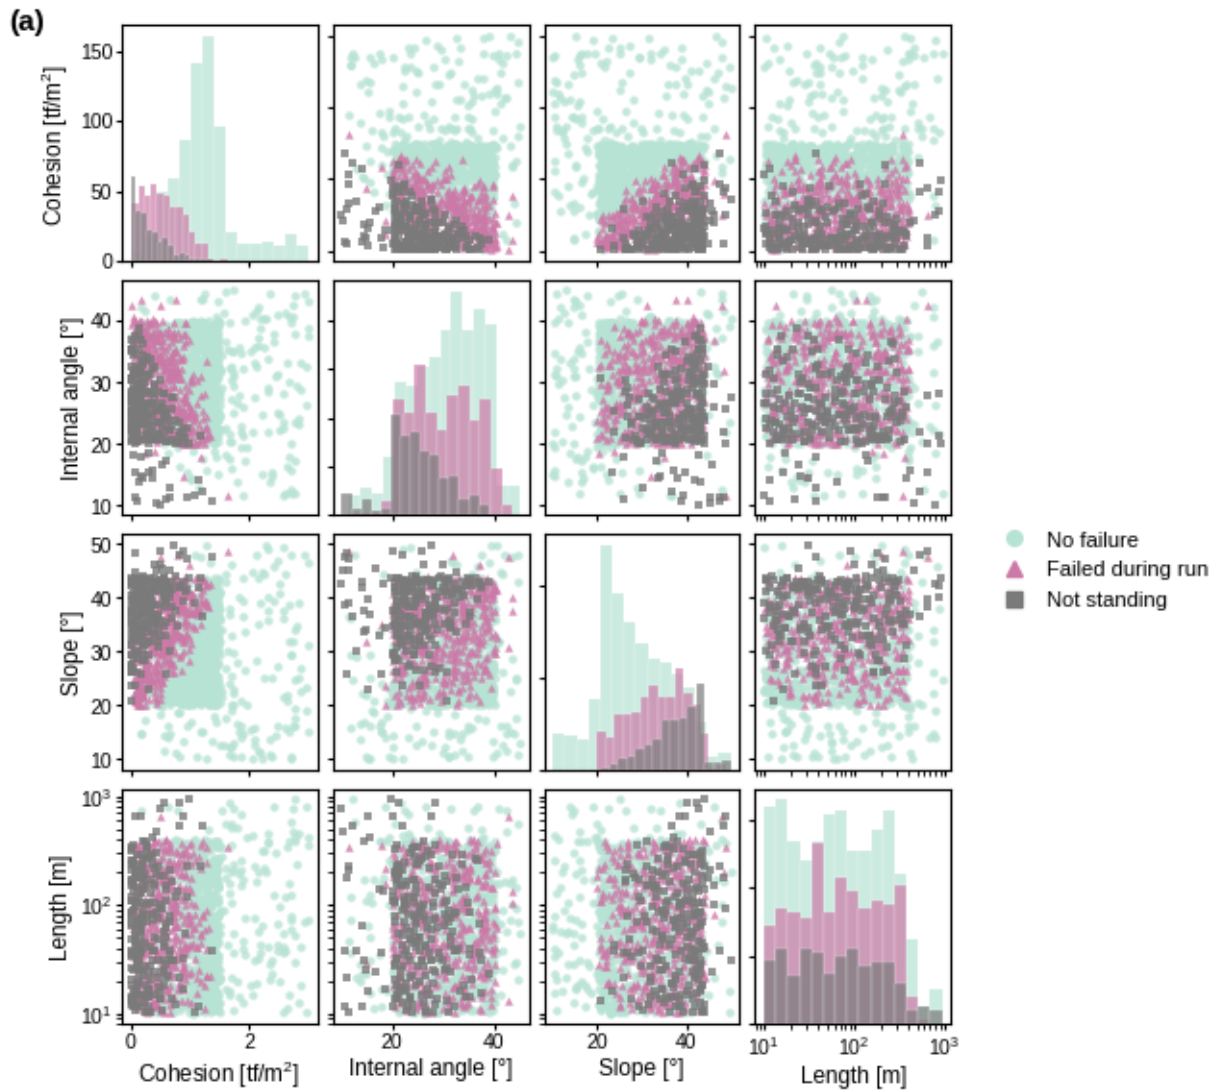 (a)
150
100
50
0
Cohesion [tf/m²]
40
30
20
10
Internal angle [°]
No failure
Failed during run
Not standing
50
40
30
20
10
Slope [°]
10³
10²
10¹
Length [m]
0 2 20 40 20 40 10¹ 10² 10³
Cohesion [tf/m²] Internal angle [°] Slope [°] Length [m]